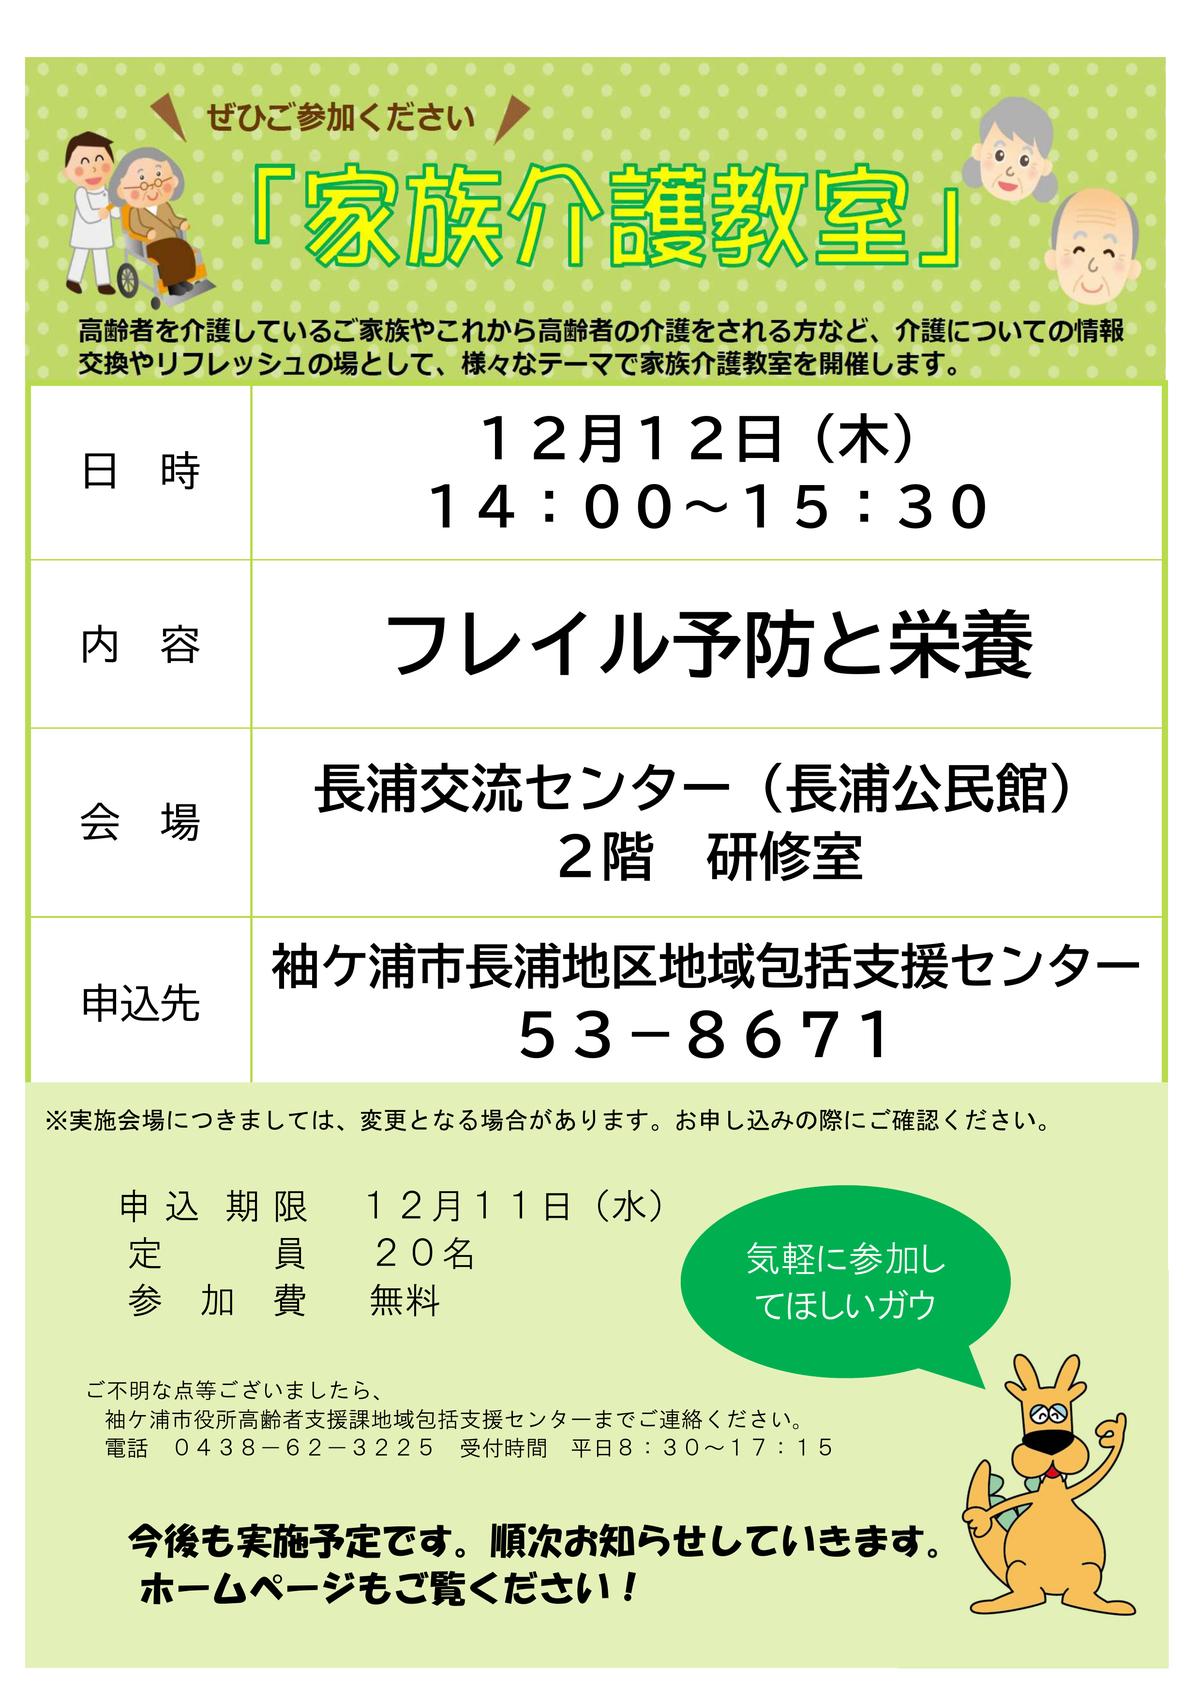 ぜひご参加ください
「家族介護教室」
高齢者を介護しているご家族やこれから高齢者の介護をされる方など、介護についての情報
交換やリフレッシュの場として、様々なテーマで家族介護教室を開催します。
日　時
１２月１２日（木）
１４：００～１５：３０
内　容
フレイル予防と栄養
会　場
長浦交流センター（長浦公民館）
２階　研修室
申込先
袖ケ浦市長浦地区地域包括支援センター
５３－８６７１
※実施会場につきましては、変更となる場合があります。お申し込みの際にご確認ください。
申込期限　１２月１１日（水）
定　　員　２０名
参　加　費　無料
気軽に参加し
てほしいガウ
ご不明な点等ございましたら、
袖ケ浦市役所高齢者支援課地域包括支援センターまでご連絡ください。
電話　０４３８－６２－３２２５　受付時間　平日８：３０～１７：１５
今後も実施予定です。順次お知らせしていきます。
ホームページもご覧ください！